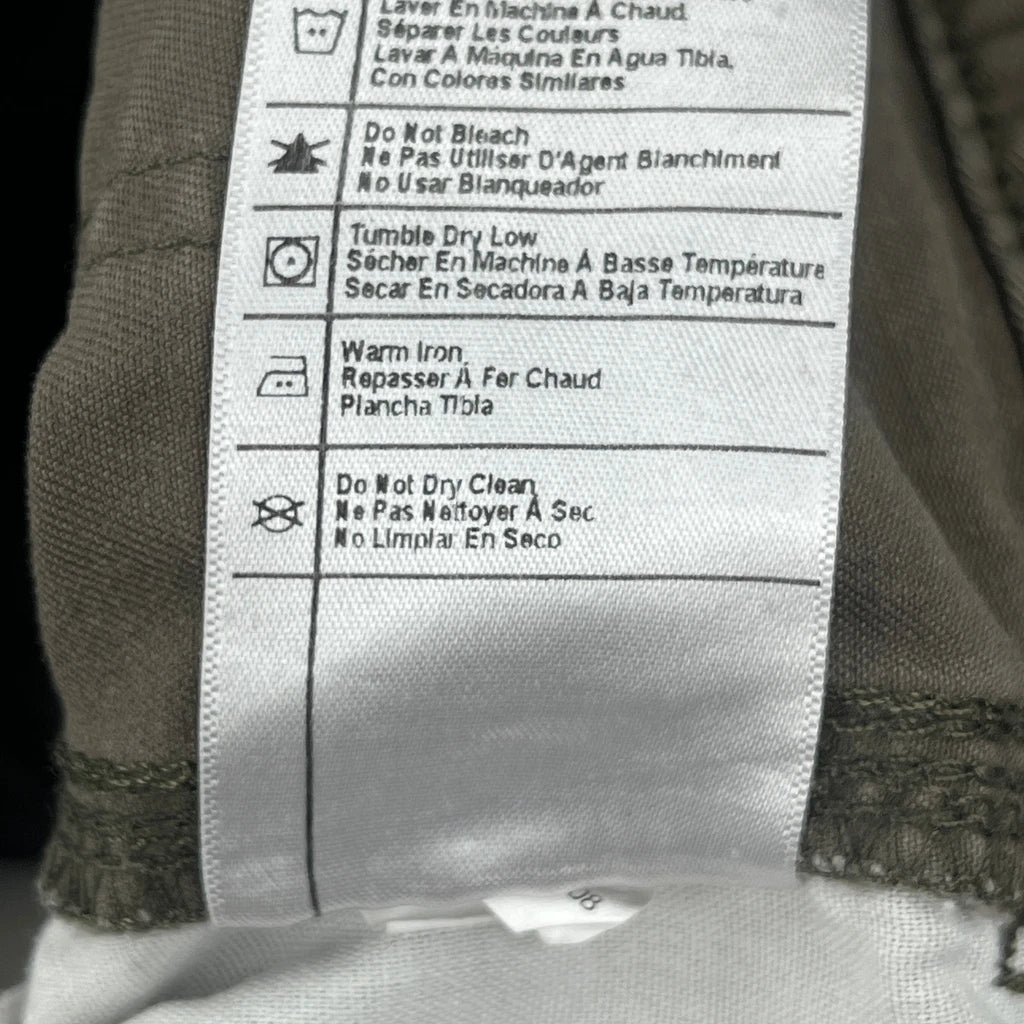 Laver En Machine À Chaud
Séparer Les Couleurs
Lavar A Máquina En Agua Tibia,
Con Colores Similares
Do Not Bleach
Ne Pas Utiliser D'Agent Blanchiment
No Usar Blanqueador
Tumble Dry Low
Sécher En Machine À Basse Température
Secar En Secadora A Baja Temperatura
Warm Iron
Repasser À Fer Chaud
Plancha Tibia
Do Not Dry Clean
Ne Pas Nettoyer À Sec
No Limpiar En Seco